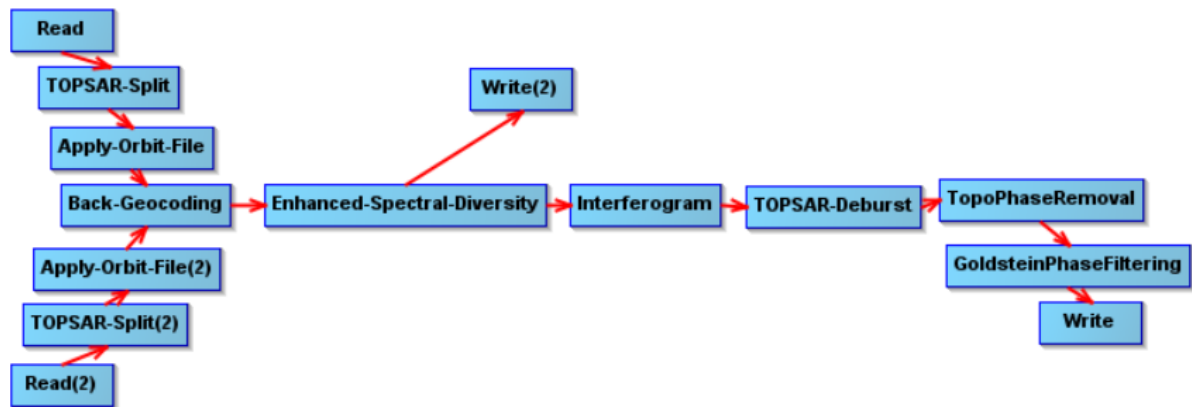 Read
TOPSAR-Split
Write(2)
Apply-Orbit-File
Back-Geocoding
Enhanced-Spectral-Diversity
Interferogram
TOPSAR-Deburst
TopoPhaseRemoval
Apply-Orbit-File(2)
GoldsteinPhaseFiltering
TOPSAR-Split(2)
Write
Read(2)